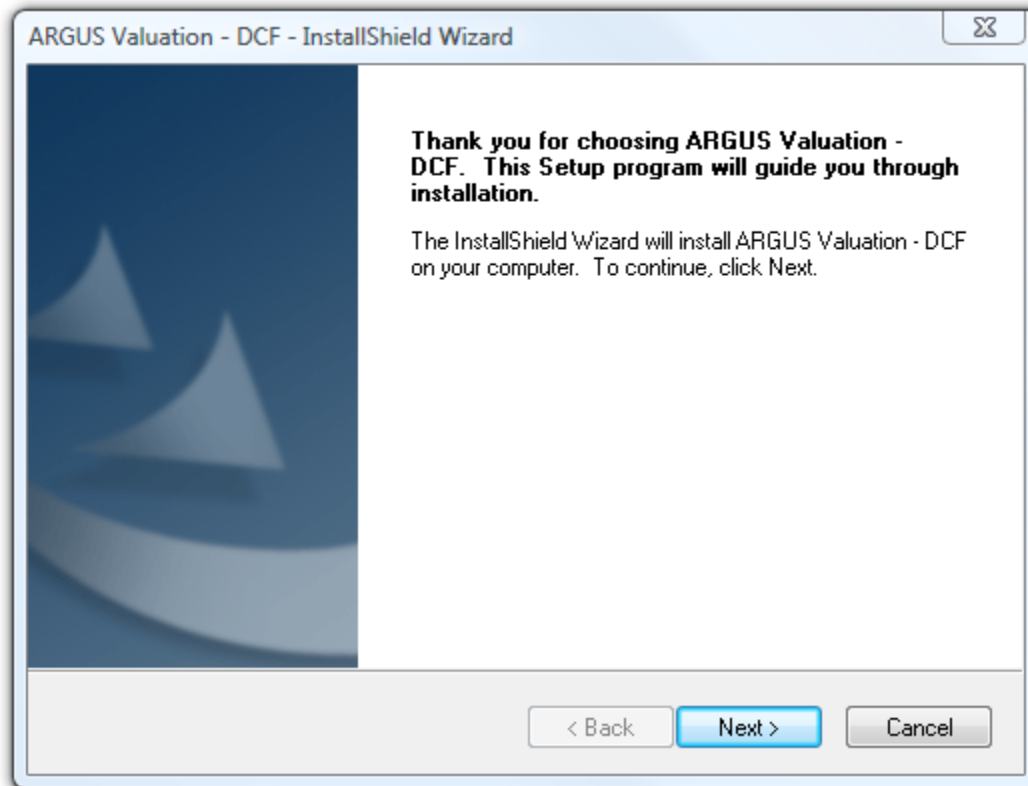 ARGUS Valuation - DCF - InstallShield Wizard
Thank you for choosing ARGUS Valuation -
DCF.  This Setup program will guide you through
installation.
The InstallShield Wizard will install ARGUS Valuation - DCF
on your computer.  To continue, click Next.
< Back
Next >
Cancel